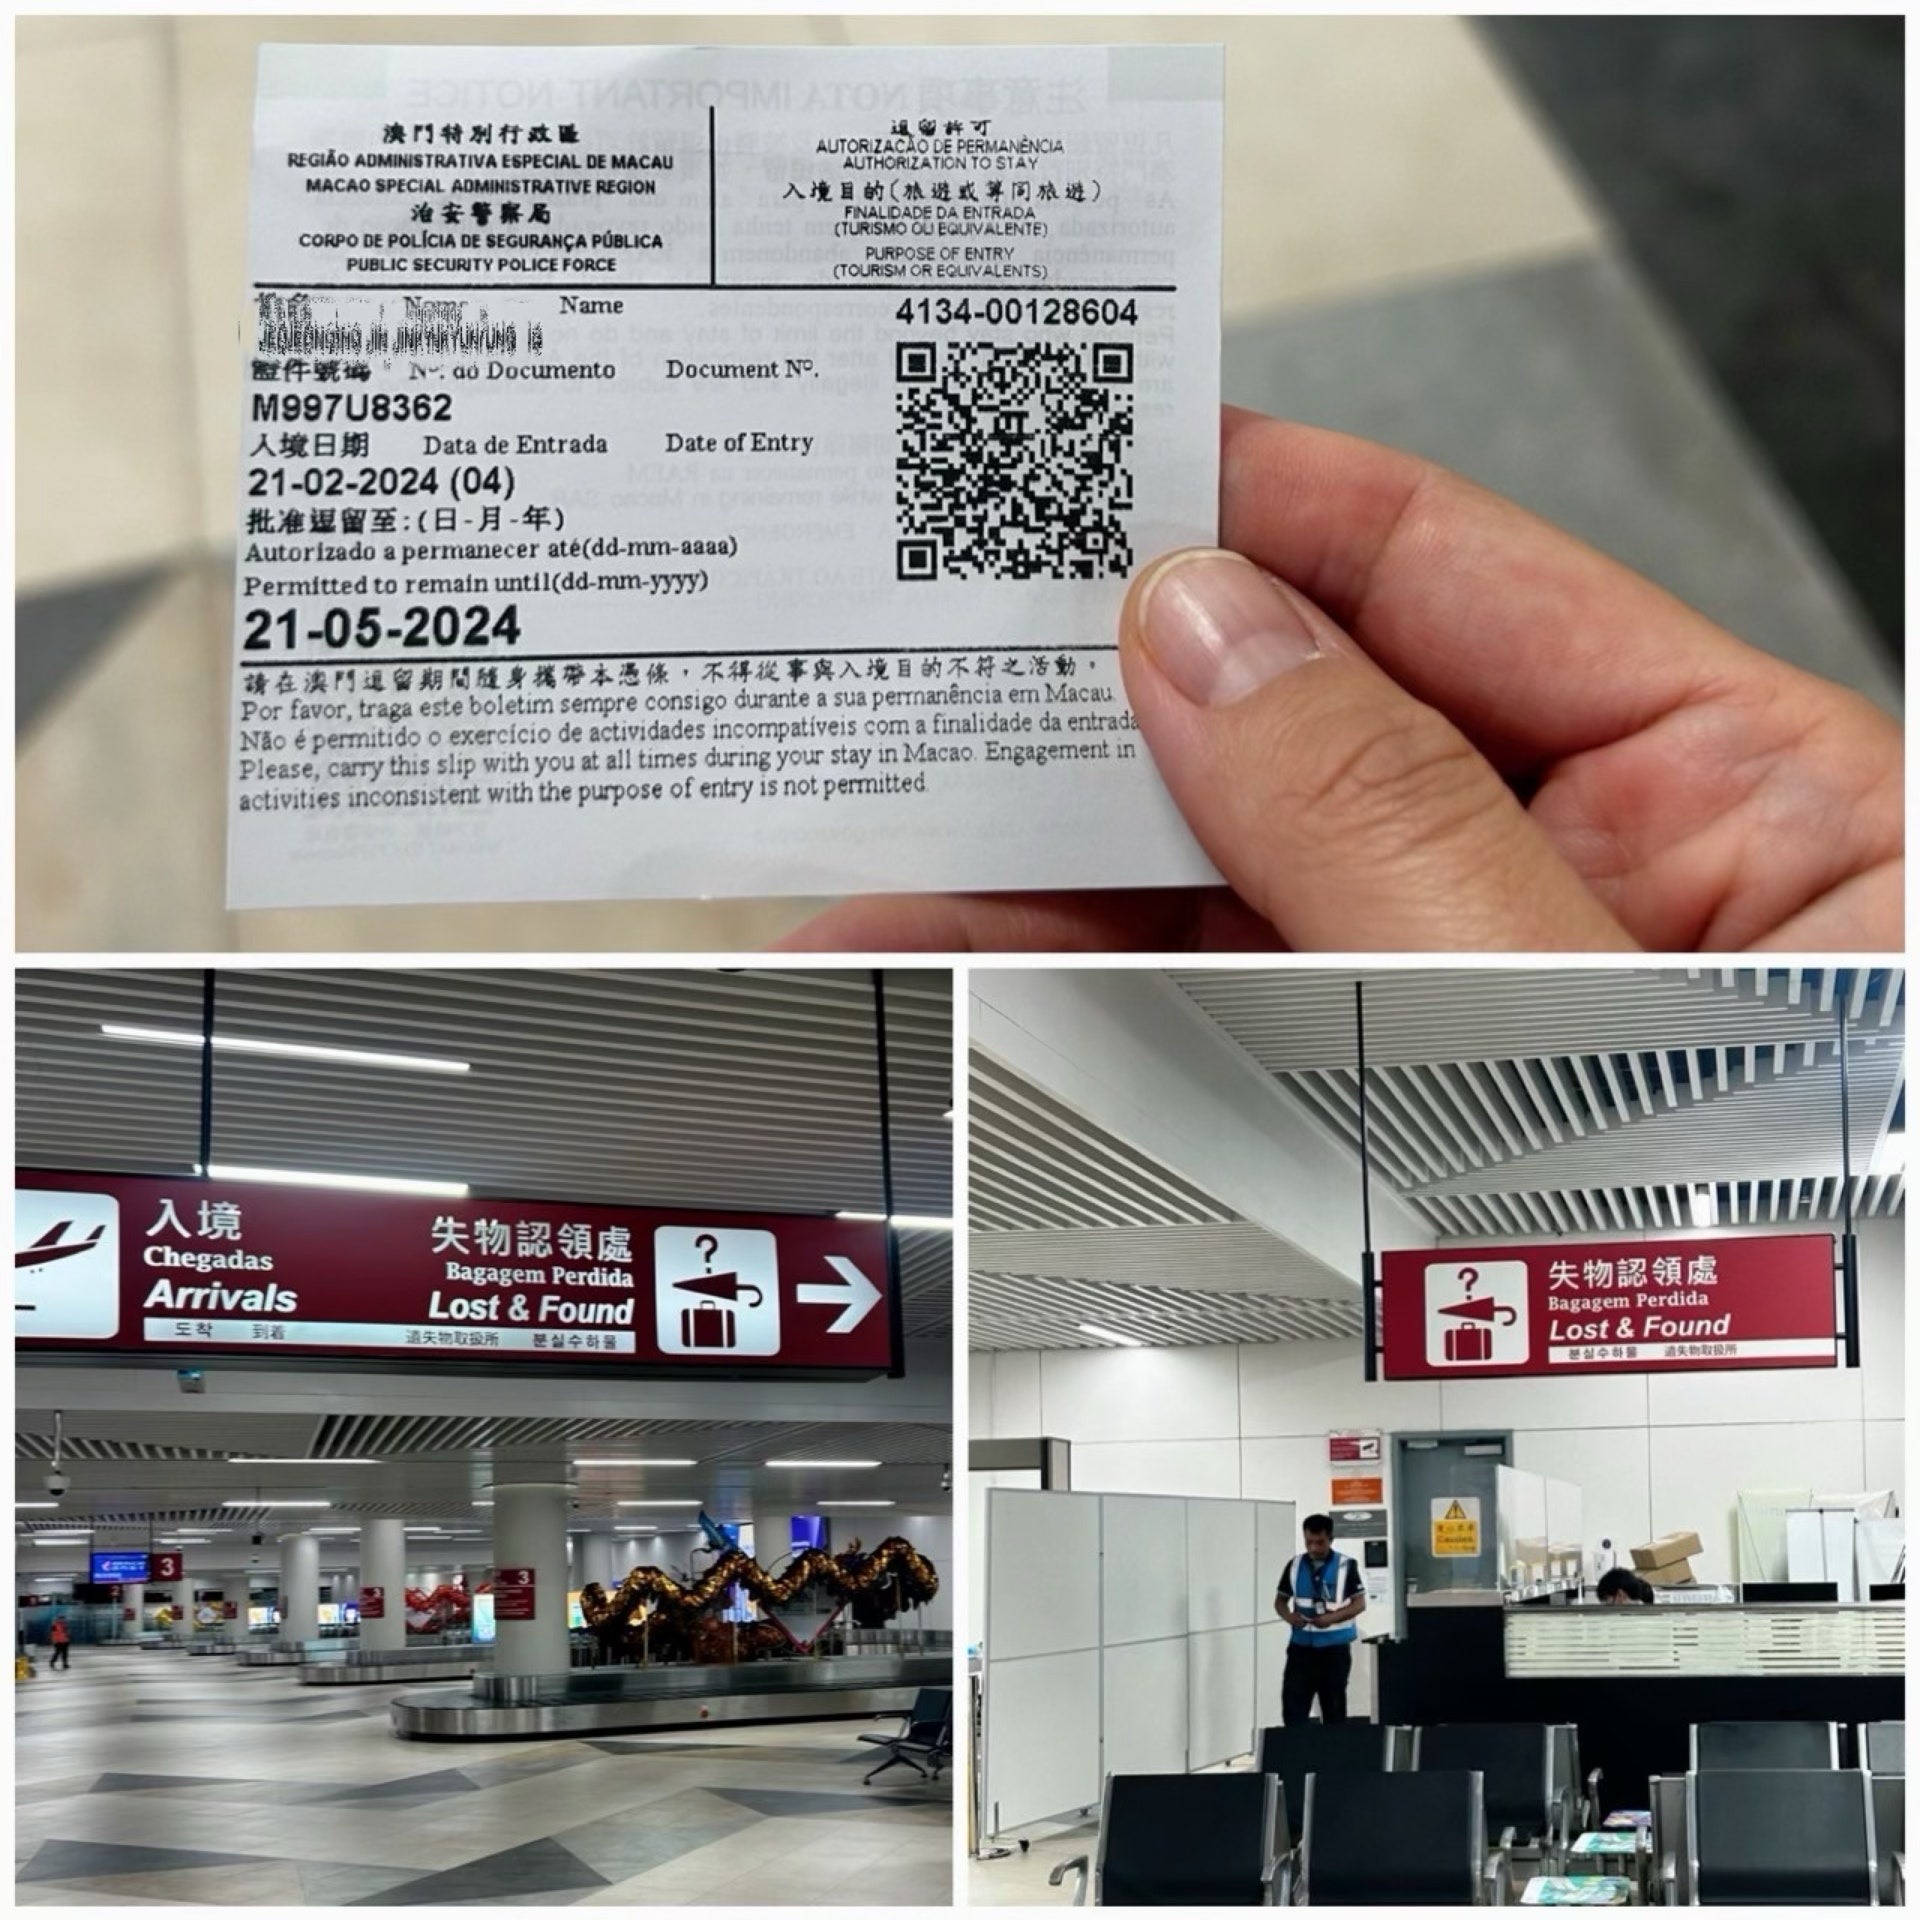 澳門特別行政區
REGIÃO ADMINISTRATIVA ESPECIAL DE MACAU
MACAO SPECIAL ADMINISTRATIVE REGION
治安警察局
CORPO DE POLÍCIA DE SEGURANÇA PÚBLICA
PUBLIC SECURITY POLICE FORCE
逗留許可
AUTORIZAÇÃO DE PERMANÊNCIA
AUTHORIZATION TO STAY
入境目的(旅遊或等同旅遊)
FINALIDADE DA ENTRADA
(TURISMO OU EQUIVALENTE)
PURPOSE OF ENTRY
(TOURISM OR EQUIVALENTS)
Nome Name
4134-00128604
證件號碼 Nº. do Documento Document Nº.
M997U8362
入境日期 Data de Entrada Date of Entry
21-02-2024 (04)
批准逗留至:(日-月-年)
Autorizado a permanecer até(dd-mm-aaaa)
Permitted to remain until(dd-mm-yyyy)
21-05-2024
請在澳門逗留期間隨身攜帶本憑條，不得從事與入境目的不符之活動。
Por favor, traga este boletim sempre consigo durante a sua permanência em Macau.
Não é permitido o exercício de actividades incompatíveis com a finalidade da entrada
Please, carry this slip with you at all times during your stay in Macao. Engagement in
activities inconsistent with the purpose of entry is not permitted.
入境
Chegadas
Arrivals
도착 到着
失物認領處
Bagagem Perdida
Lost & Found
遺失物取扱所 분실수하물
3
3
3
失物認領處
Bagagem Perdida
Lost & Found
분실수하물 遺失物取扱所